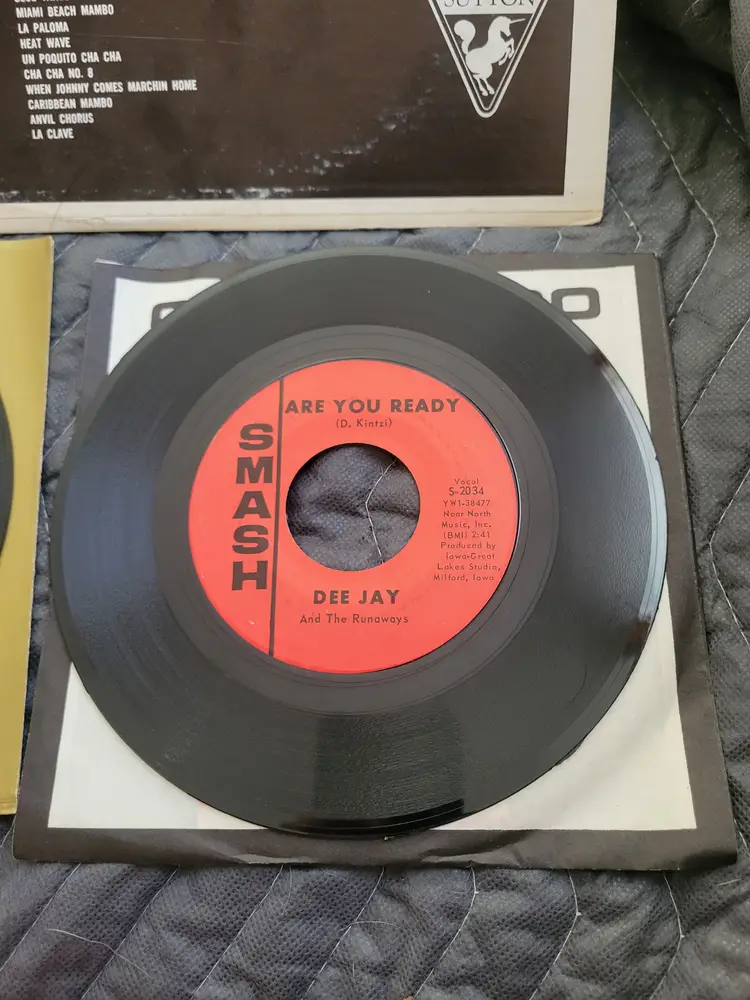 MIAMI BEACH MAMBO
LA PALOMA
HEAT WAVE
UN POQUITO CHA CHA
CHA CHA NO. 8
WHEN JOHNNY COMES MARCHIN HOME
CARIBBEAN MAMBO
ANVIL CHORUS
LA CLAVE
SUTTON
SMASH
ARE YOU READY
(D. Kintzi)
Vocal
S-2034
YW1-38477
Near North
Music, Inc.
(BMI) 2:41
Produced by
Iowa-Great
Lakes Studio,
Milford, Iowa
DEE JAY
And The Runaways